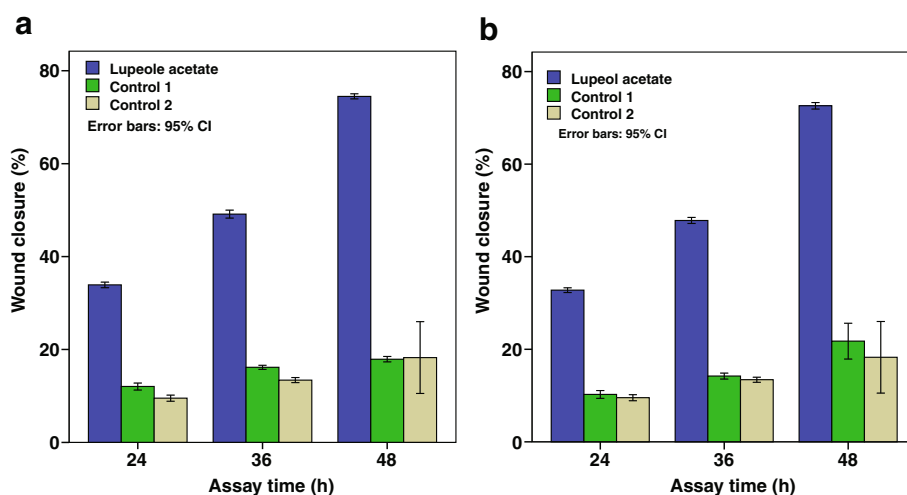 a
Lupeole acetate
Control 1
Control 2
Error bars: 95% CI
Wound closure (%)
80
60
40
20
0
24 36 48
Assay time (h)
b
Lupeol acetate
Control 1
Control 2
Error bars: 95% CI
Wound closure (%)
80
60
40
20
0
24 36 48
Assay time (h)